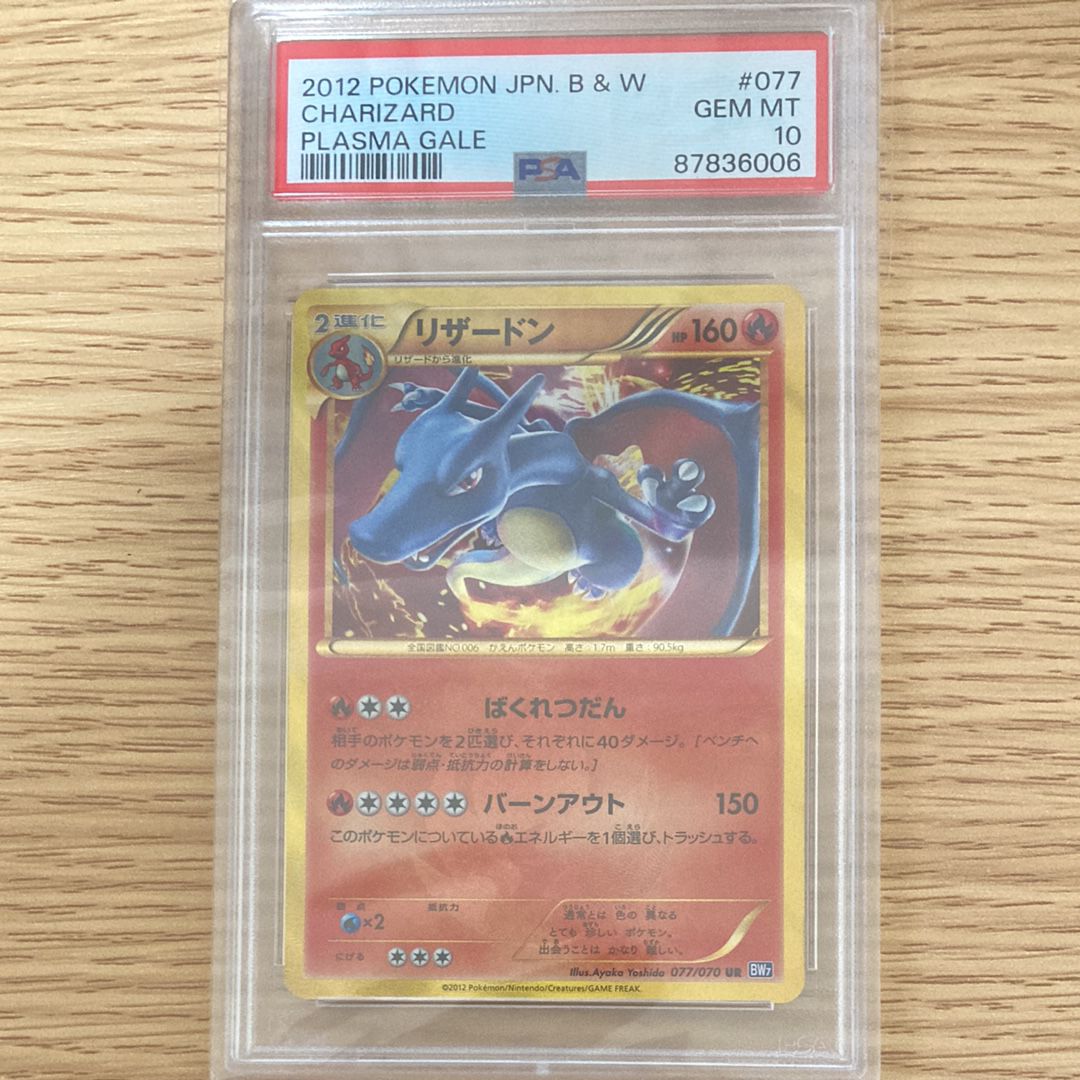 2012 POKEMON JPN. B & W #077
CHARIZARD GEM MT
PLASMA GALE 10
PSA 87836006
2進化 リザードン HP 160
リザードから進化
全国図鑑NO.006 かえんポケモン 高さ:1.7m 重さ:90.5kg
ばくれつだん
相手のポケモンを2匹選び、それぞれに40ダメージ。[ベンチへ
のダメージは弱点・抵抗力の計算をしない。]
バーンアウト 150
このポケモンについているエネルギーを1個選び、トラッシュする。
弱点 抵抗力
×2
にげる
通常とは 色の 異なる
とても 珍しい ポケモン。
出会うことは かなり 難しい。
Illus.Ayaka Yoshida 077/070 UR BW7
©2012 Pokémon/Nintendo/Creatures/GAME FREAK.